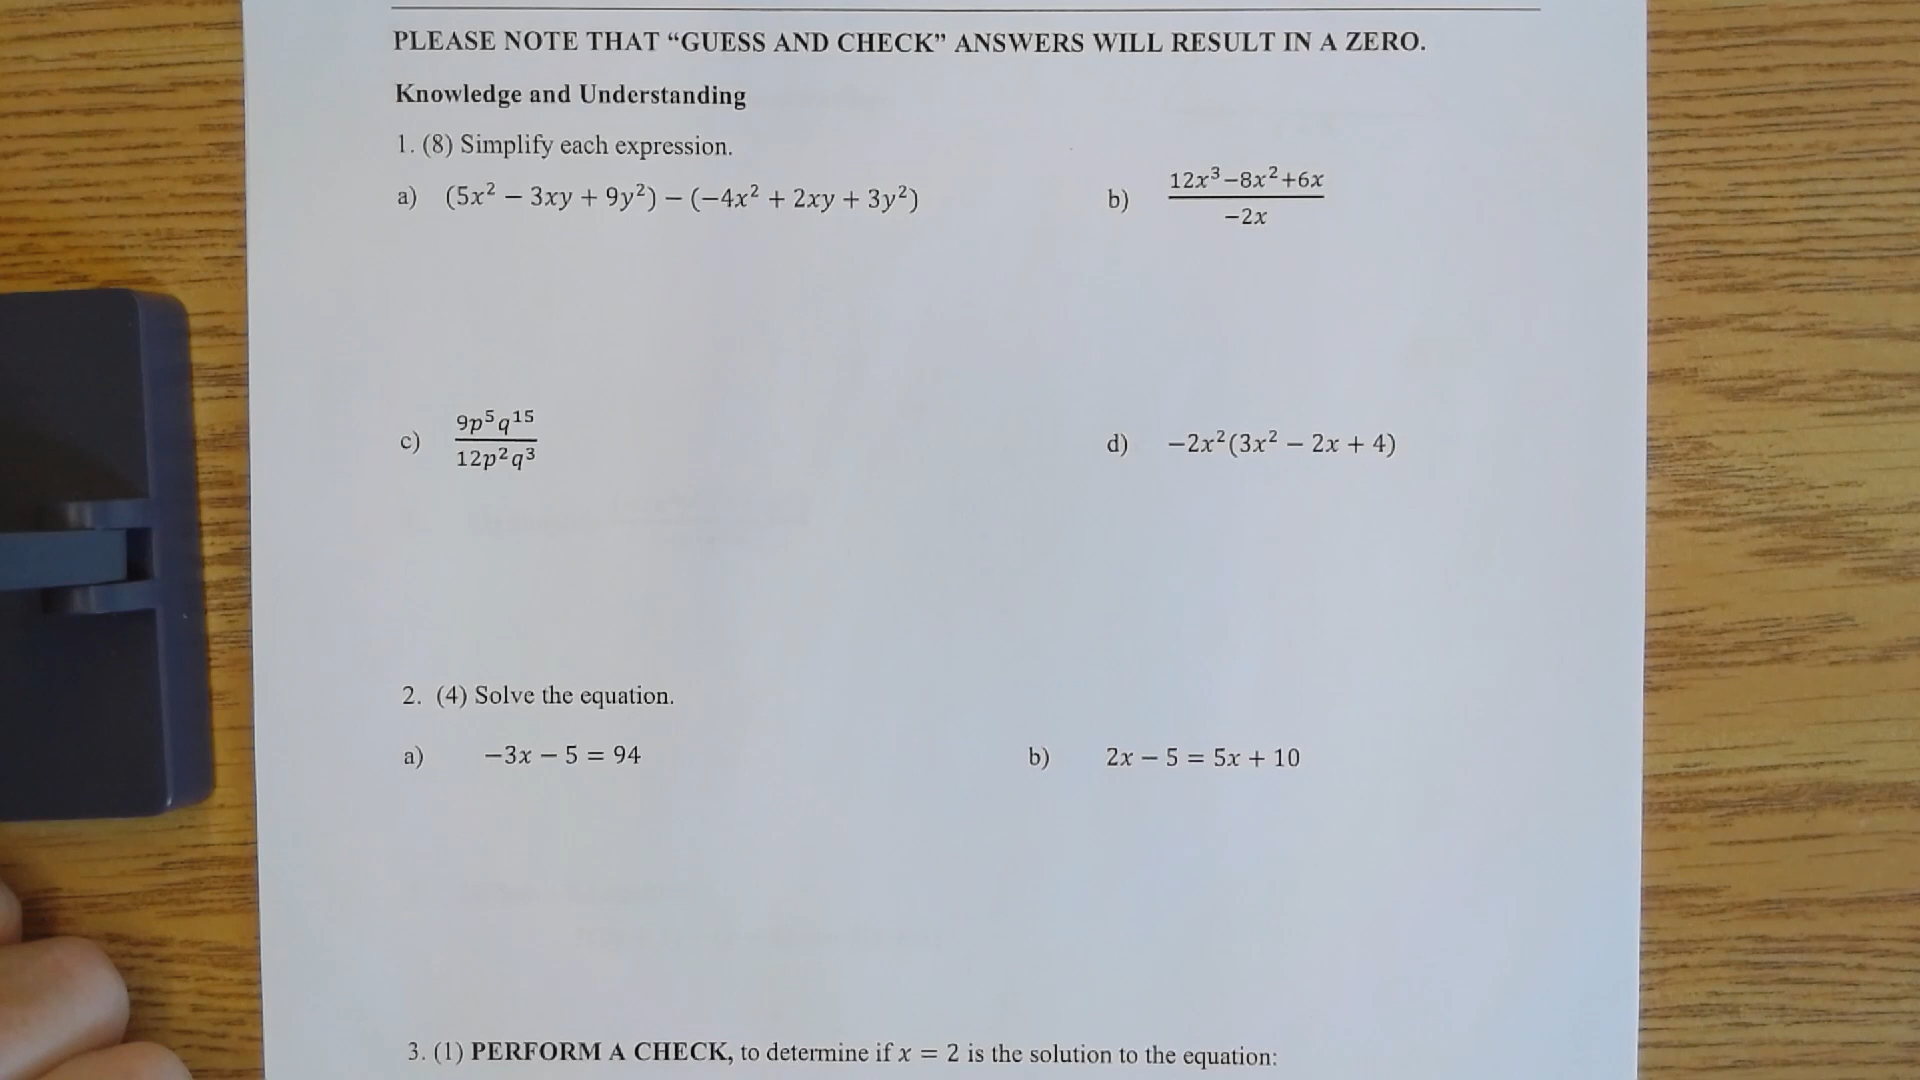 PLEASE NOTE THAT “GUESS AND CHECK” ANSWERS WILL RESULT IN A ZERO.
Knowledge and Understanding
1. (8) Simplify each expression.
a) (5x² − 3xy + 9y²) − (−4x² + 2xy + 3y²)
b) 12x³−8x²+6x
−2x
c) 9p⁵q¹⁵
12p²q³
d) −2x²(3x² − 2x + 4)
2. (4) Solve the equation.
a) −3x − 5 = 94
b) 2x − 5 = 5x + 10
3. (1) PERFORM A CHECK, to determine if x = 2 is the solution to the equation: